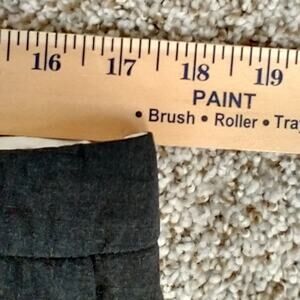 16 17 18 19
PAINT
• Brush • Roller • Tra